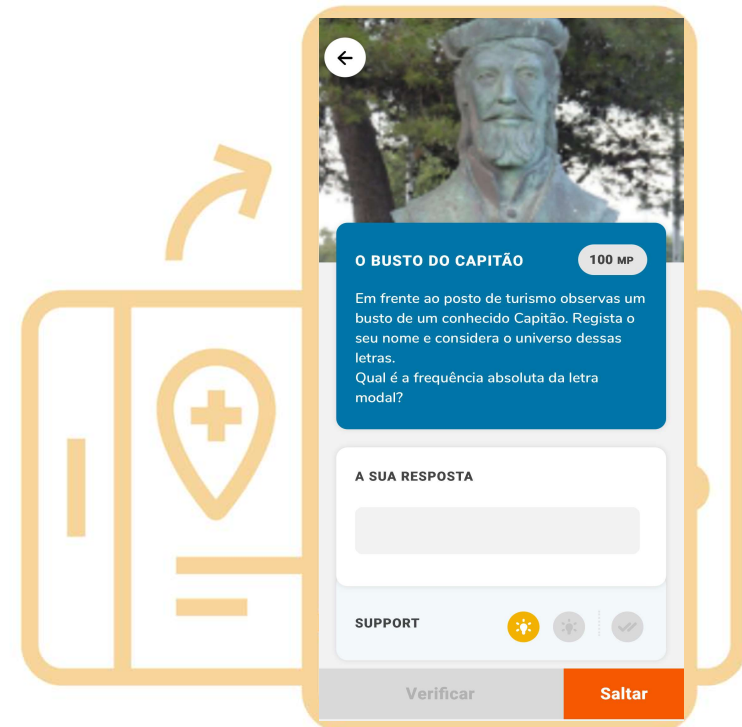 O BUSTO DO CAPITÃO
100 MP
Em frente ao posto de turismo observas um
busto de um conhecido Capitão. Regista o
seu nome e considera o universo dessas
letras.
Qual é a frequência absoluta da letra
modal?
A SUA RESPOSTA
SUPPORT
Verificar
Saltar